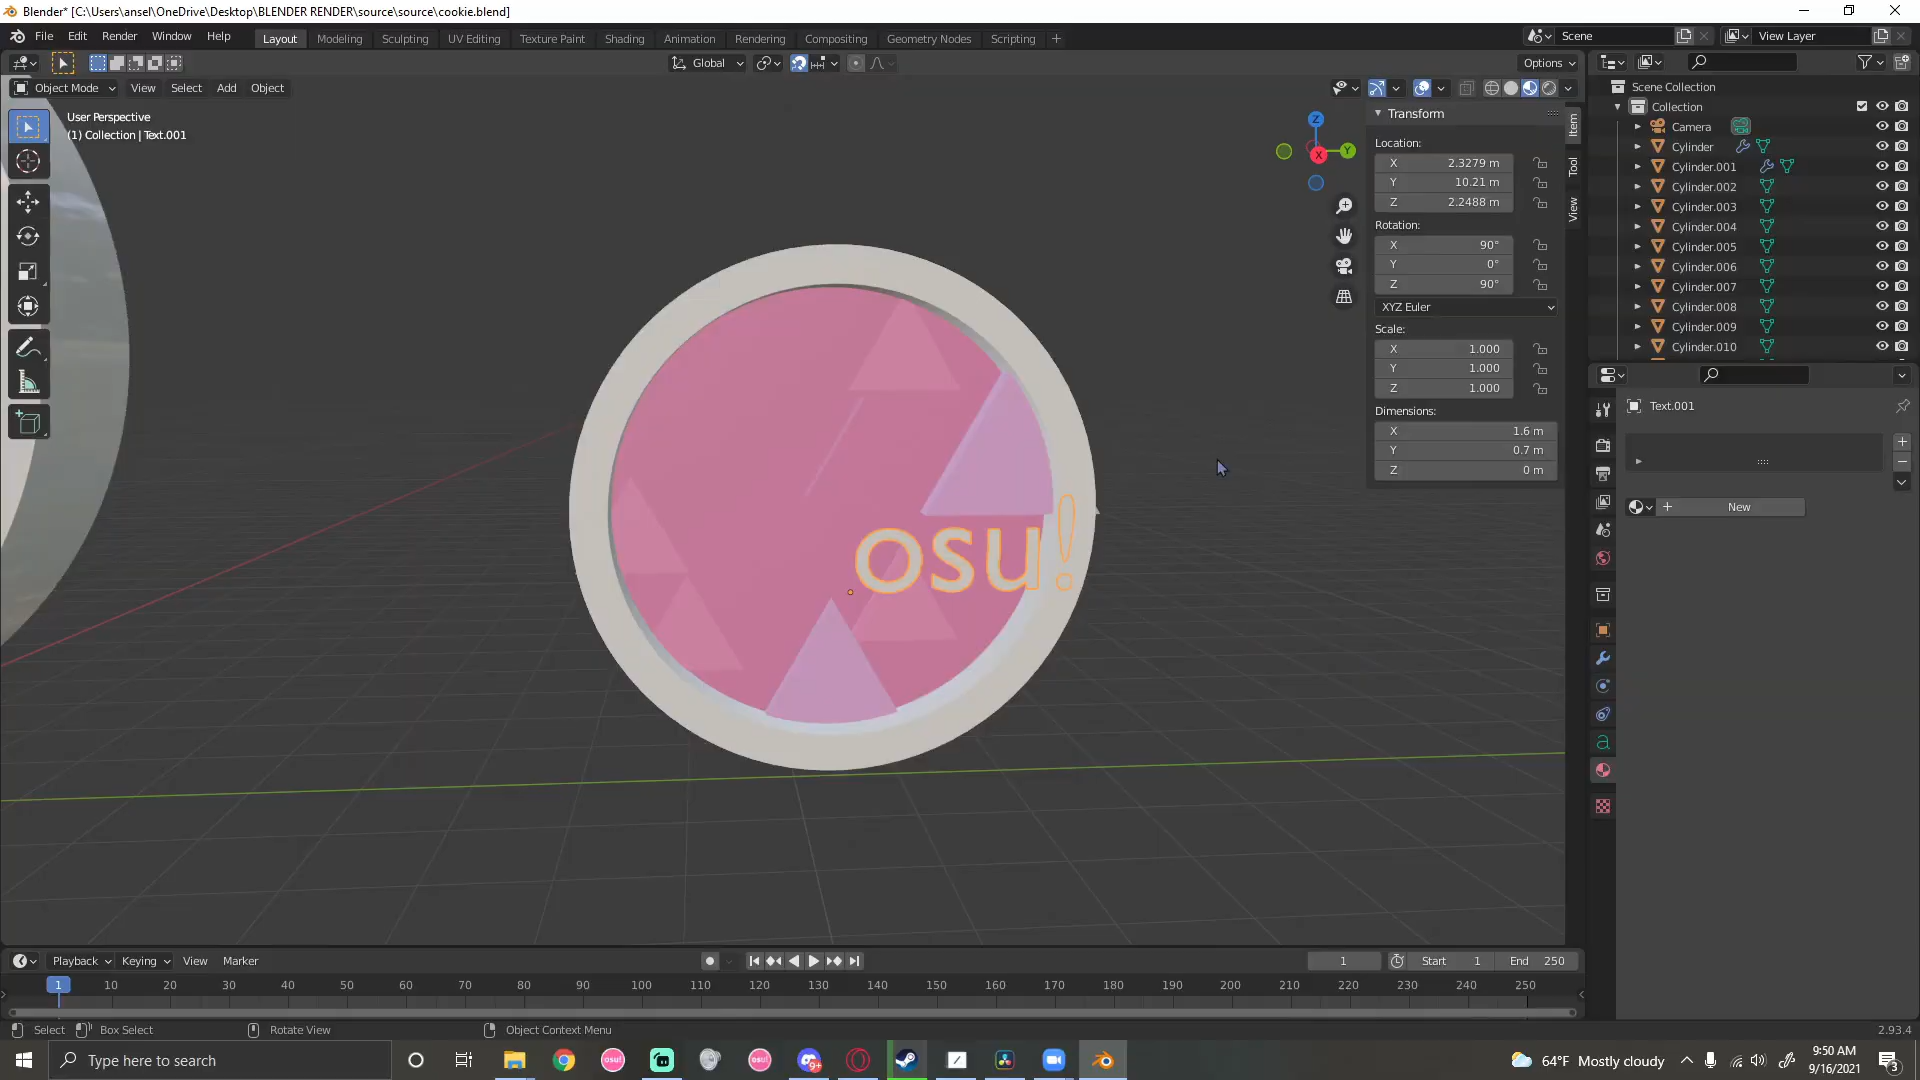 Blender* [C:\Users\ansel\OneDrive\Desktop\BLENDER RENDER\source\source\cookie.blend]
File Edit Render Window Help Layout Modeling Sculpting UV Editing Texture Paint Shading Animation Rendering Compositing Geometry Nodes Scripting + Scene View Layer
Global Options
Object Mode View Select Add Object
User Perspective
(1) Collection | Text.001
Z
Y
X
Transform
Location:
X 2.3279 m
Y 10.21 m
Z 2.2488 m
Rotation:
X 90°
Y 0°
Z 90°
XYZ Euler
Scale:
X 1.000
Y 1.000
Z 1.000
Dimensions:
X 1.6 m
Y 0.7 m
Z 0 m
Item
Tool
View
Scene Collection
Collection
Camera
Cylinder
Cylinder.001
Cylinder.002
Cylinder.003
Cylinder.004
Cylinder.005
Cylinder.006
Cylinder.007
Cylinder.008
Cylinder.009
Cylinder.010
Text.001
+ New
osu!
Playback Keying View Marker 1 Start 1 End 250
1 10 20 30 40 50 60 70 80 90 100 110 120 130 140 150 160 170 180 190 200 210 220 230 240 250
Select Box Select Rotate View Object Context Menu 2.93.4
Type here to search osu! osu! 9+ 64°F Mostly cloudy 9:50 AM
9/16/2021 3